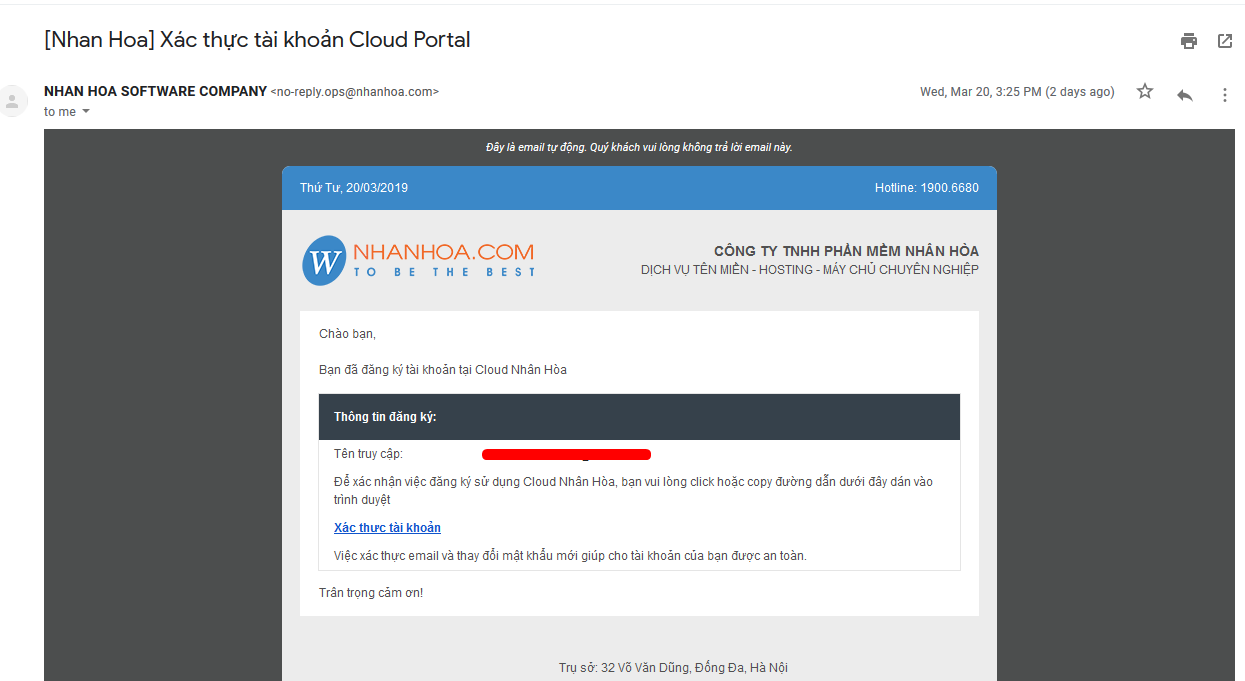 [Nhan Hoa] Xác thực tài khoản Cloud Portal
NHAN HOA SOFTWARE COMPANY <no-reply.ops@nhanhoa.com>
Wed, Mar 20, 3:25 PM (2 days ago)
to me
Đây là email tự động. Quý khách vui lòng không trả lời email này.
Thứ Tư, 20/03/2019
Hotline: 1900.6680
W NHANHOA.COM
TO BE THE BEST
CÔNG TY TNHH PHẦN MỀM NHÂN HÒA
DỊCH VỤ TÊN MIỀN - HOSTING - MÁY CHỦ CHUYÊN NGHIỆP
Chào bạn,
Bạn đã đăng ký tài khoản tại Cloud Nhân Hòa
Thông tin đăng ký:
Tên truy cập:
Để xác nhận việc đăng ký sử dụng Cloud Nhân Hòa, bạn vui lòng click hoặc copy đường dẫn dưới đây dán vào
trình duyệt
Xác thực tài khoản
Việc xác thực email và thay đổi mật khẩu mới giúp cho tài khoản của bạn được an toàn.
Trân trọng cảm ơn!
Trụ sở: 32 Võ Văn Dũng, Đống Đa, Hà Nội